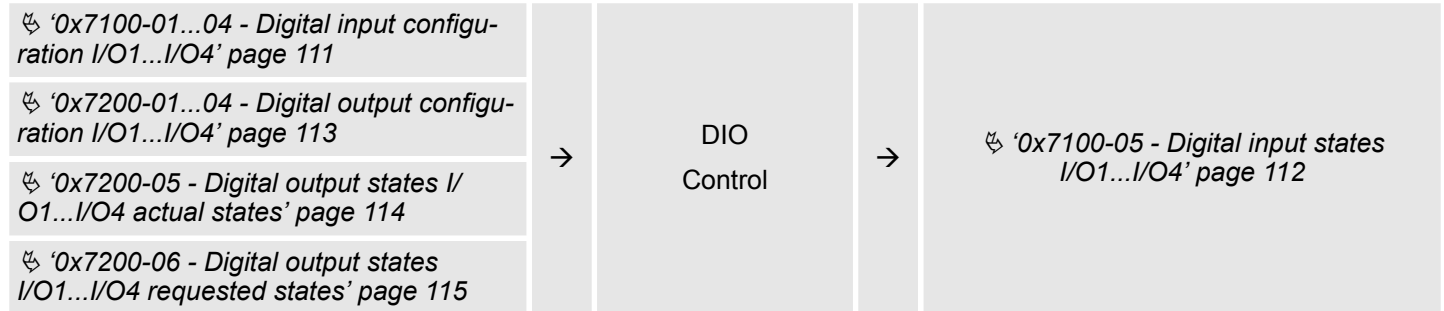 ↳ ‘0x7100-01...04 - Digital input configu-
ration I/O1...I/O4’ page 111
↳ ‘0x7200-01...04 - Digital output configu-
ration I/O1...I/O4’ page 113
↳ ‘0x7200-05 - Digital output states I/
O1...I/O4 actual states’ page 114
↳ ‘0x7200-06 - Digital output states
I/O1...I/O4 requested states’ page 115
→
DIO
Control
→
↳ ‘0x7100-05 - Digital input states
I/O1...I/O4’ page 112